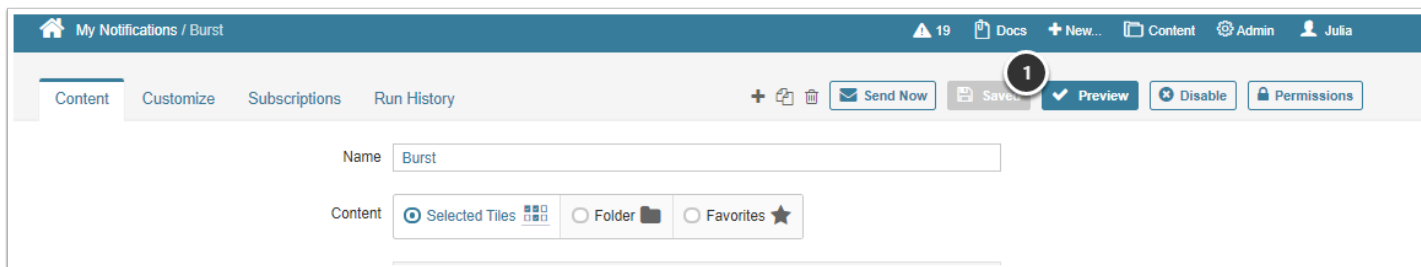 My Notifications / Burst 19 Docs New... Content Admin Julia
1
Content Customize Subscriptions Run History Send Now Saved Preview Disable Permissions
Name Burst
Content Selected Tiles Folder Favorites